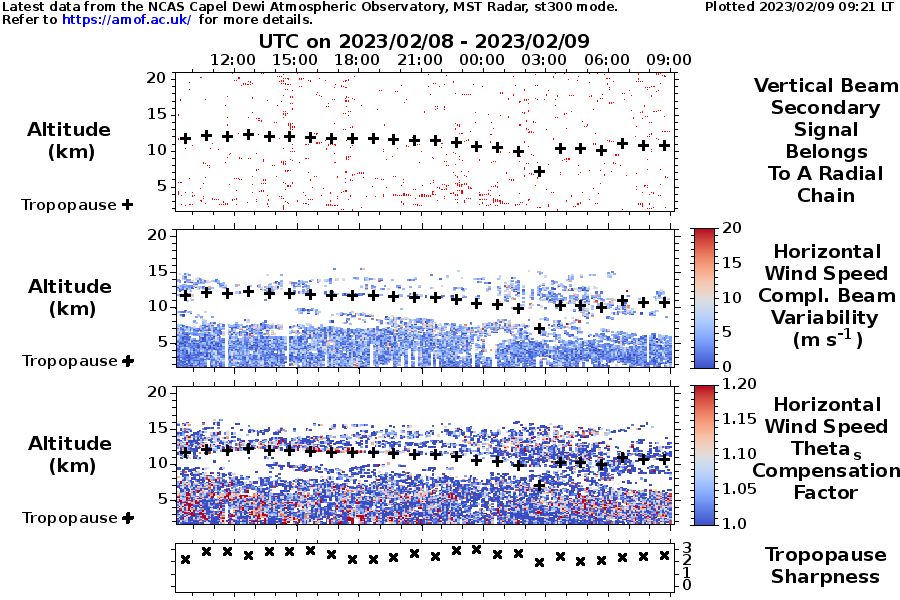 Latest data from the NCAS Capel Dewi Atmospheric Observatory, MST Radar, st300 mode.
Plotted 2023/02/09 09:21 LT
Refer to https://amof.ac.uk/ for more details.
UTC on 2023/02/08 - 2023/02/09
12:00 15:00 18:00 21:00 00:00 03:00 06:00 09:00
20
15
10
5
Altitude
(km)
Tropopause +
Vertical Beam
Secondary
Signal
Belongs
To A Radial
Chain
20
15
10
5
Altitude
(km)
Tropopause +
20
15
10
5
0
Horizontal
Wind Speed
Compl. Beam
Variability
(m s-1)
20
15
10
5
Altitude
(km)
Tropopause +
1.20
1.15
1.10
1.05
1.0
Horizontal
Wind Speed
Theta s
Compensation
Factor
3
2
1
0
Tropopause
Sharpness